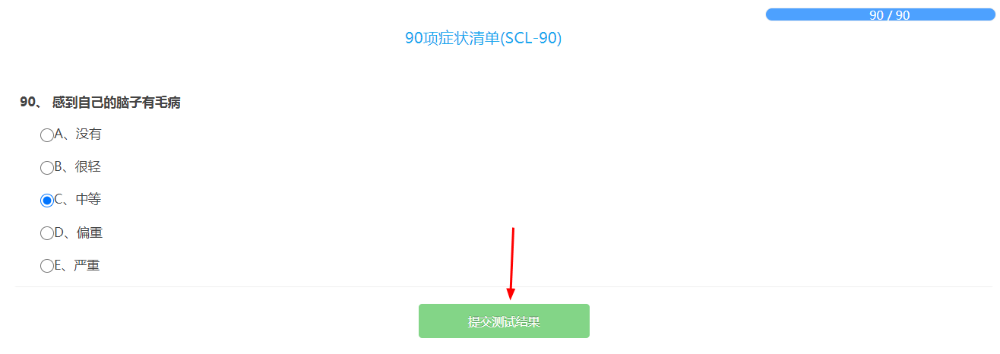 90 / 90
90项症状清单(SCL-90)
90、 感到自己的脑子有毛病
A、没有
B、很轻
C、中等
D、偏重
E、严重
提交测试结果